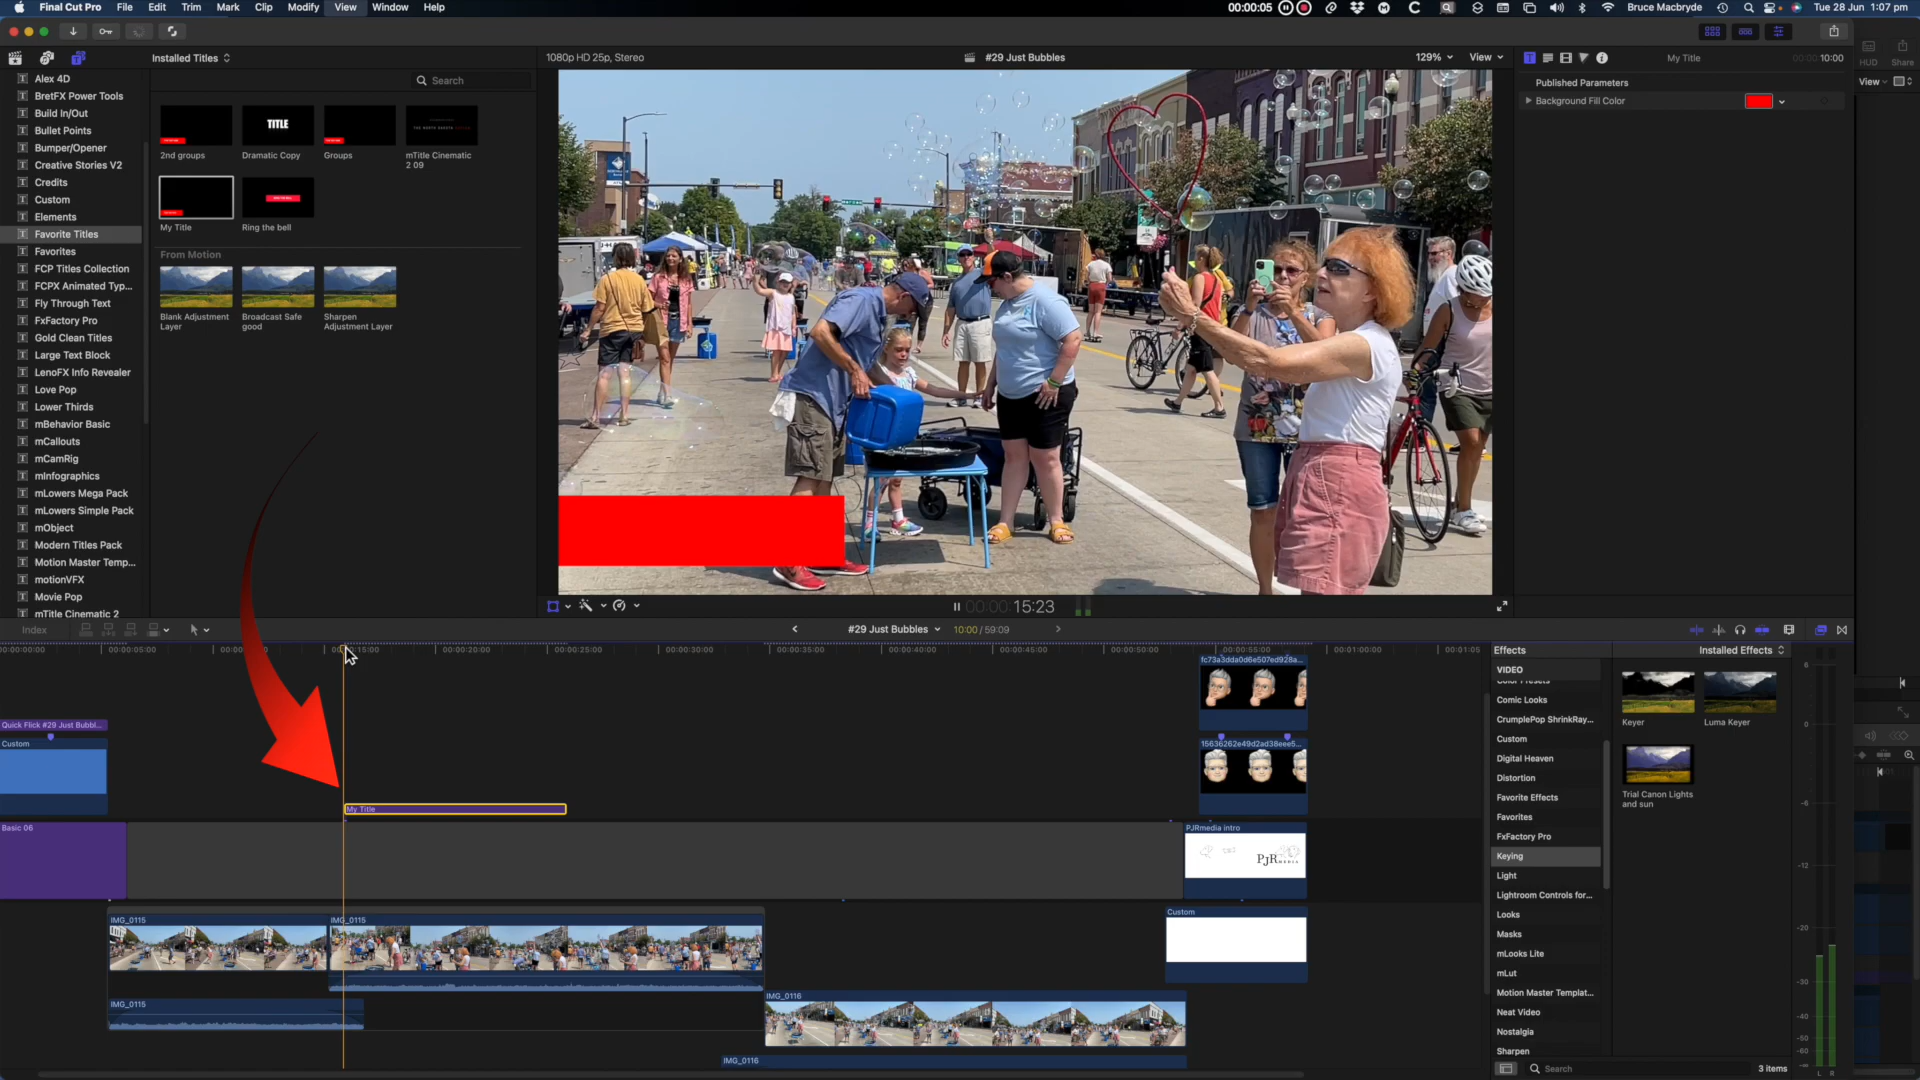 Final Cut Pro File Edit Trim Mark Clip Modify View Window Help
00:00:05
Bruce Macbryde
Tue 28 Jun 1:07 pm
Installed Titles
Search
Alex 4D
BretFX Power Tools
Build In/Out
Bullet Points
Bumper/Opener
Creative Stories V2
Credits
Custom
Elements
Favorite Titles
Favorites
FCP Titles Collection
FCPX Animated Typ...
Fly Through Text
FxFactory Pro
Gold Clean Titles
Large Text Block
LenoFX Info Revealer
Love Pop
Lower Thirds
mBehavior Basic
mCallouts
mCamRig
mInfographics
mLowers Mega Pack
mLowers Simple Pack
mObject
Modern Titles Pack
Motion Master Temp...
motionVFX
Movie Pop
mTitle Cinematic 2
TITLE
2nd groups
Dramatic Copy
Groups
mTitle Cinematic
2 09
My Title
Ring the bell
From Motion
Blank Adjustment
Layer
Broadcast Safe
good
Sharpen
Adjustment Layer
1080p HD 25p, Stereo
#29 Just Bubbles
129%
View
My Title
10:00
Published Parameters
Background Fill Color
HUD
Share
View
00:00:15:23
Index
#29 Just Bubbles
10:00 / 59:09
00:00:00:00
00:00:05:00
00:00:15:00
00:00:20:00
00:00:25:00
00:00:30:00
00:00:35:00
00:00:40:00
00:00:45:00
00:00:50:00
00:00:55:00
00:01:00:00
00:01:05
Quick Flick #29 Just Bubbl...
Custom
Basic 06
My Title
fc73a3dda0d6e507ed928a...
15636262e49d2ad38eee5...
PJRmedia intro
PJRMEDIA
Custom
IMG_0115
IMG_0115
IMG_0115
IMG_0116
IMG_0116
Effects
Installed Effects
VIDEO
Color Presets
Comic Looks
CrumplePop ShrinkRay...
Custom
Digital Heaven
Distortion
Favorite Effects
Favorites
FxFactory Pro
Keying
Light
Lightroom Controls for...
Looks
Masks
mLooks Lite
mLut
Motion Master Templat...
Neat Video
Nostalgia
Sharpen
Keyer
Luma Keyer
Trial Canon Lights
and sun
Search
3 items
6
0
-6
-12
-20
-30
-40
-50
-60
L R